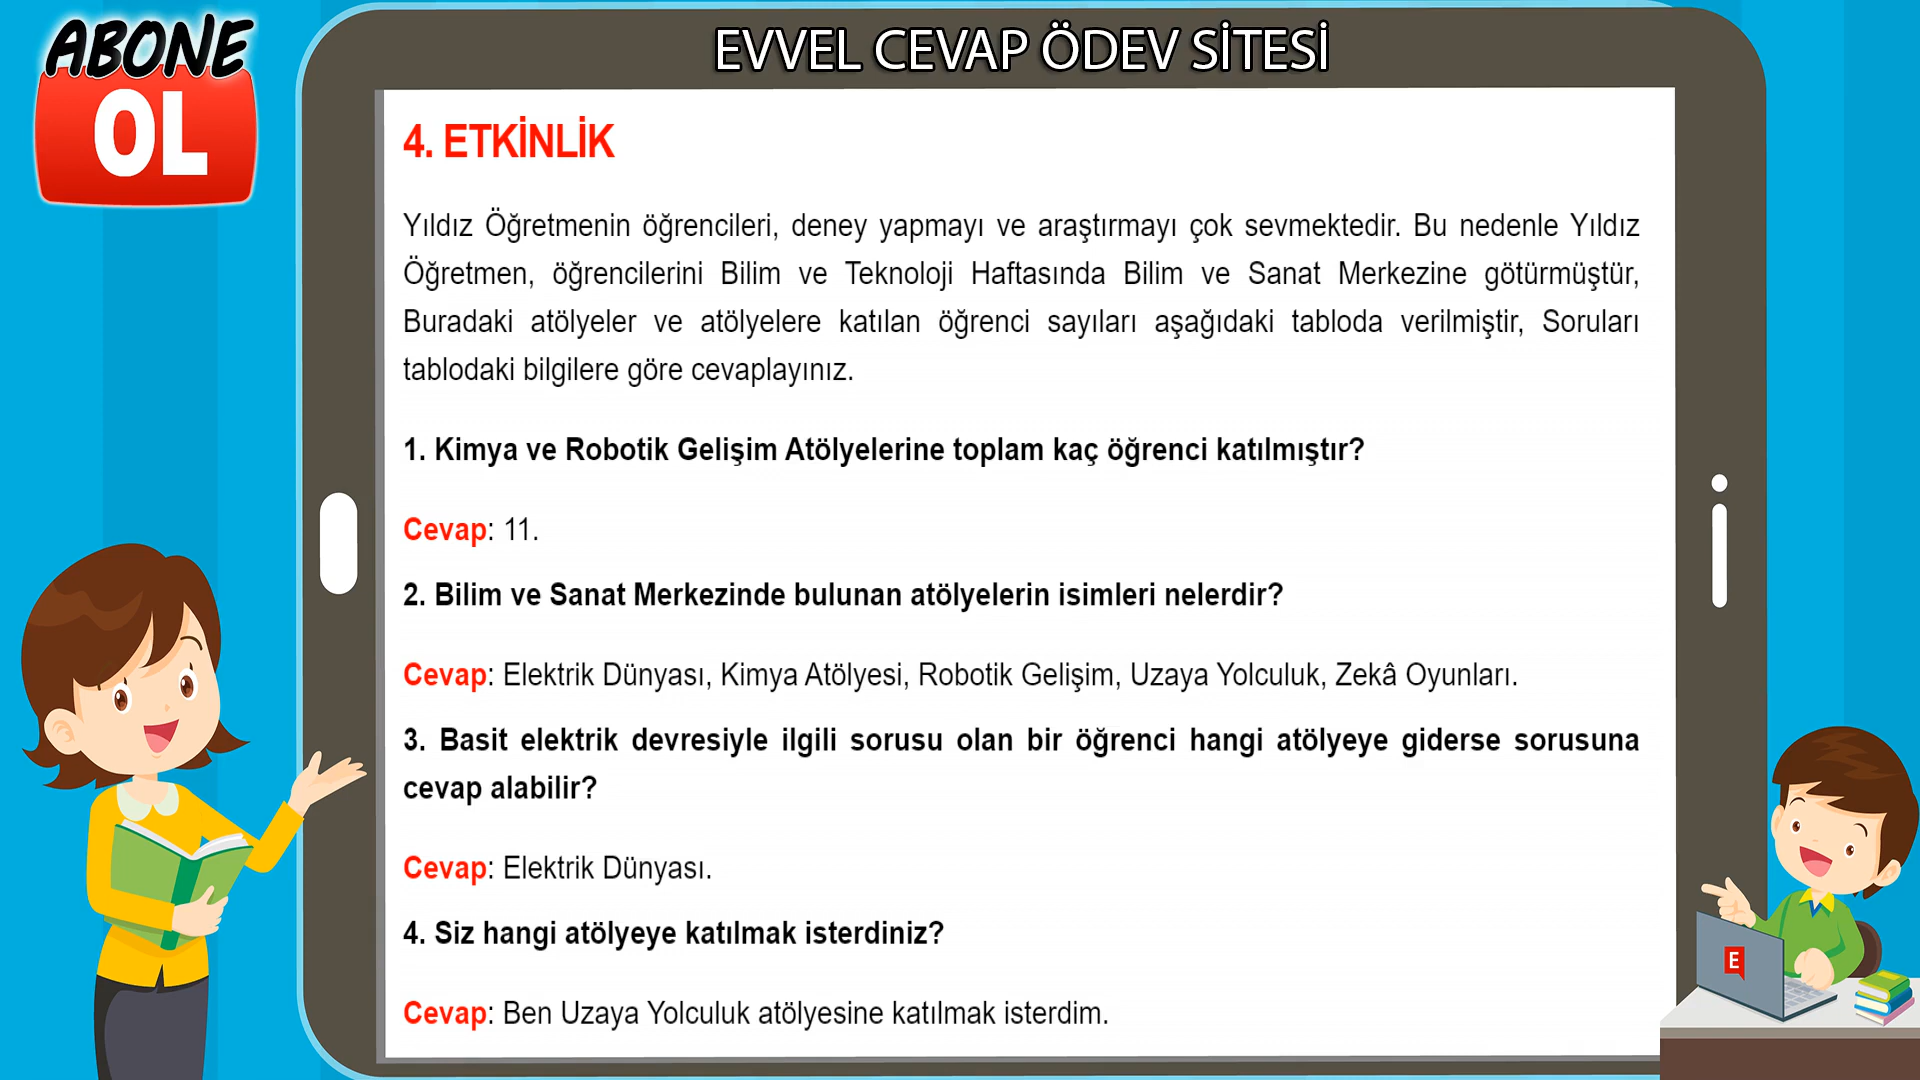 ABONE
OL
EVVEL CEVAP ÖDEV SİTESİ
4. ETKİNLİK
Yıldız Öğretmenin öğrencileri, deney yapmayı ve araştırmayı çok sevmektedir. Bu nedenle Yıldız
Öğretmen, öğrencilerini Bilim ve Teknoloji Haftasında Bilim ve Sanat Merkezine götürmüştür,
Buradaki atölyeler ve atölyelere katılan öğrenci sayıları aşağıdaki tabloda verilmiştir, Soruları
tablodaki bilgilere göre cevaplayınız.
1. Kimya ve Robotik Gelişim Atölyelerine toplam kaç öğrenci katılmıştır?
Cevap: 11.
2. Bilim ve Sanat Merkezinde bulunan atölyelerin isimleri nelerdir?
Cevap: Elektrik Dünyası, Kimya Atölyesi, Robotik Gelişim, Uzaya Yolculuk, Zekâ Oyunları.
3. Basit elektrik devresiyle ilgili sorusu olan bir öğrenci hangi atölyeye giderse sorusuna
cevap alabilir?
Cevap: Elektrik Dünyası.
4. Siz hangi atölyeye katılmak isterdiniz?
Cevap: Ben Uzaya Yolculuk atölyesine katılmak isterdim.
E